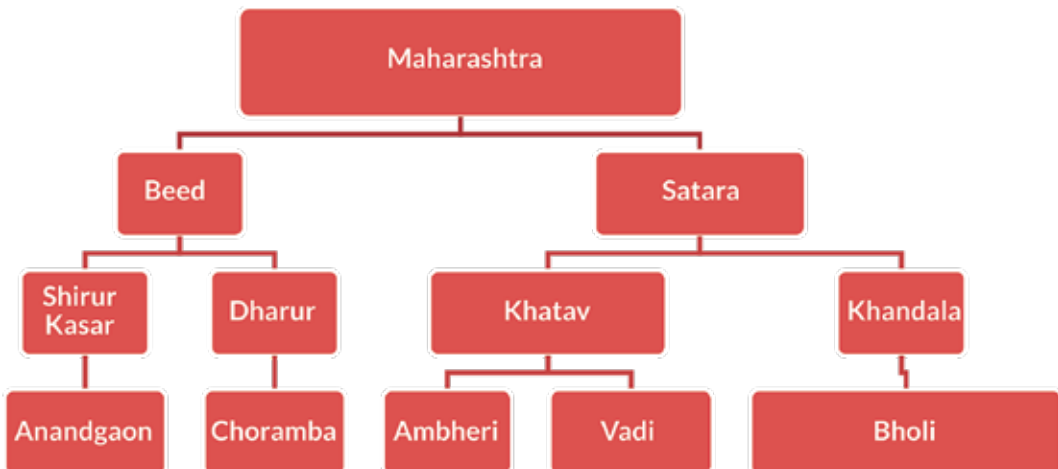 Maharashtra
Beed
Satara
Shirur
Kasar
Dharur
Khatav
Khandala
Anandgaon
Choramba
Ambheri
Vadi
Bholi